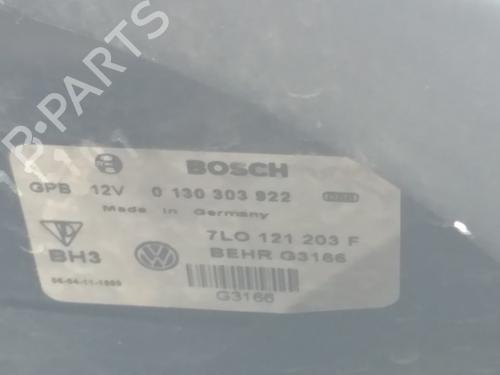 B-PARTS
BOSCH
GPB 12V 0 130 303 922
Made in Germany
7L0 121 203 F
BH3 BEHR G3166
G3166